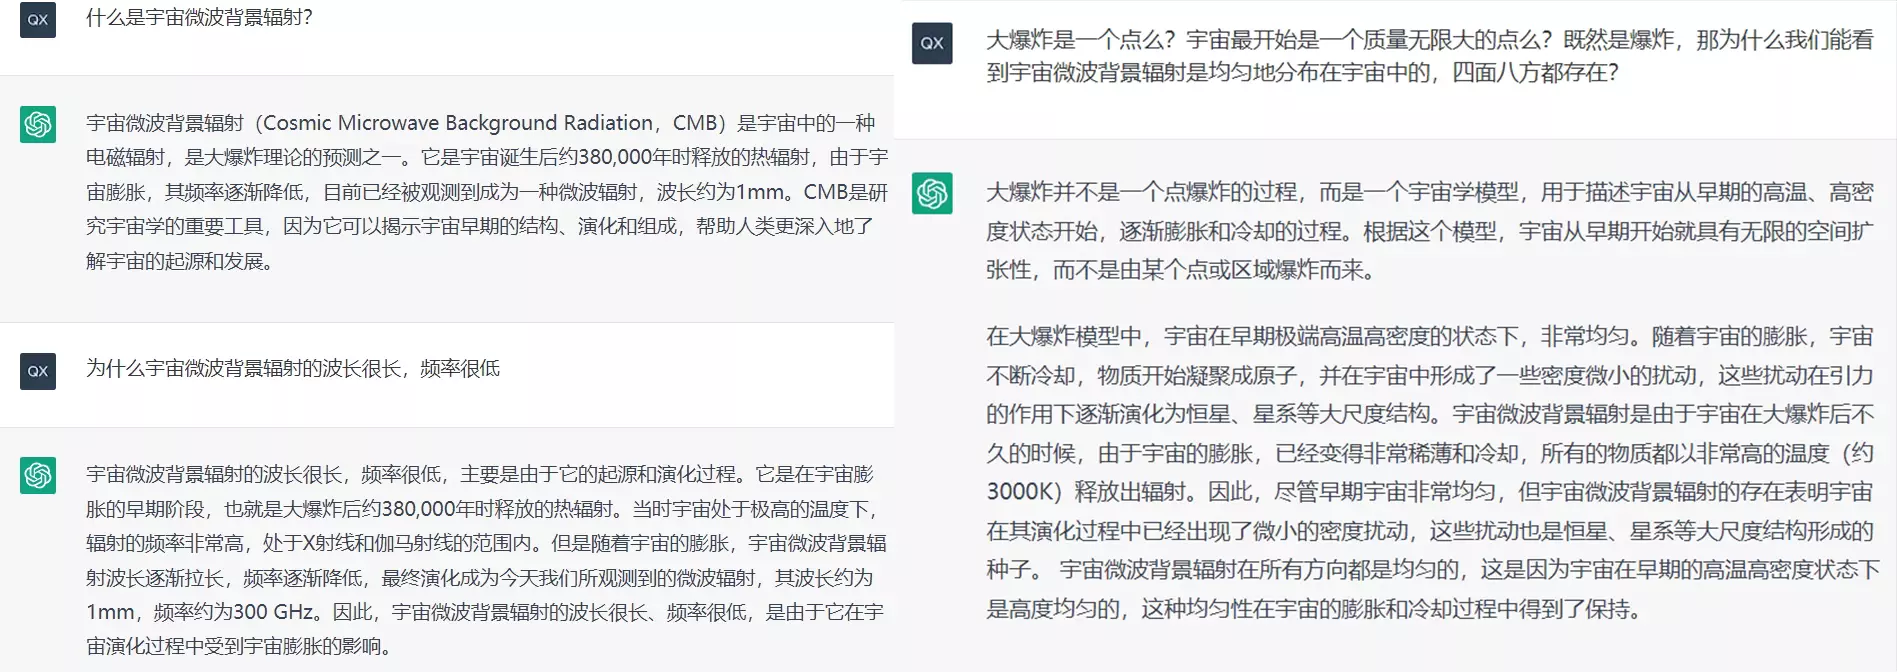 QX
什么是宇宙微波背景辐射？
宇宙微波背景辐射（Cosmic Microwave Background Radiation，CMB）是宇宙中的一种
电磁辐射，是大爆炸理论的预测之一。它是宇宙诞生后约380,000年时释放的热辐射，由于宇
宙膨胀，其频率逐渐降低，目前已经被观测到成为一种微波辐射，波长约为1mm。CMB是研
究宇宙学的重要工具，因为它可以揭示宇宙早期的结构、演化和组成，帮助人类更深入地了
解宇宙的起源和发展。
QX
为什么宇宙微波背景辐射的波长很长，频率很低
宇宙微波背景辐射的波长很长，频率很低，主要是由于它的起源和演化过程。它是在宇宙膨
胀的早期阶段，也就是大爆炸后约380,000年时释放的热辐射。当时宇宙处于极高的温度下，
辐射的频率非常高，处于X射线和伽马射线的范围内。但是随着宇宙的膨胀，宇宙微波背景辐
射波长逐渐拉长，频率逐渐降低，最终演化成为今天我们所观测到的微波辐射，其波长约为
1mm，频率约为300 GHz。因此，宇宙微波背景辐射的波长很长、频率很低，是由于它在宇
宙演化过程中受到宇宙膨胀的影响。
QX
大爆炸是一个点么？宇宙最开始是一个质量无限大的点么？既然是爆炸，那为什么我们能看
到宇宙微波背景辐射是均匀地分布在宇宙中的，四面八方都存在？
大爆炸并不是一个点爆炸的过程，而是一个宇宙学模型，用于描述宇宙从早期的高温、高密
度状态开始，逐渐膨胀和冷却的过程。根据这个模型，宇宙从早期开始就具有无限的空间扩
张性，而不是由某个点或区域爆炸而来。
在大爆炸模型中，宇宙在早期极端高温高密度的状态下，非常均匀。随着宇宙的膨胀，宇宙
不断冷却，物质开始凝聚成原子，并在宇宙中形成了一些密度微小的扰动，这些扰动在引力
的作用下逐渐演化为恒星、星系等大尺度结构。宇宙微波背景辐射是由于宇宙在大爆炸后不
久的时候，由于宇宙的膨胀，已经变得非常稀薄和冷却，所有的物质都以非常高的温度（约
3000K）释放出辐射。因此，尽管早期宇宙非常均匀，但宇宙微波背景辐射的存在表明宇宙
在其演化过程中已经出现了微小的密度扰动，这些扰动也是恒星、星系等大尺度结构形成的
种子。 宇宙微波背景辐射在所有方向都是均匀的，这是因为宇宙在早期的高温高密度状态下
是高度均匀的，这种均匀性在宇宙的膨胀和冷却过程中得到了保持。